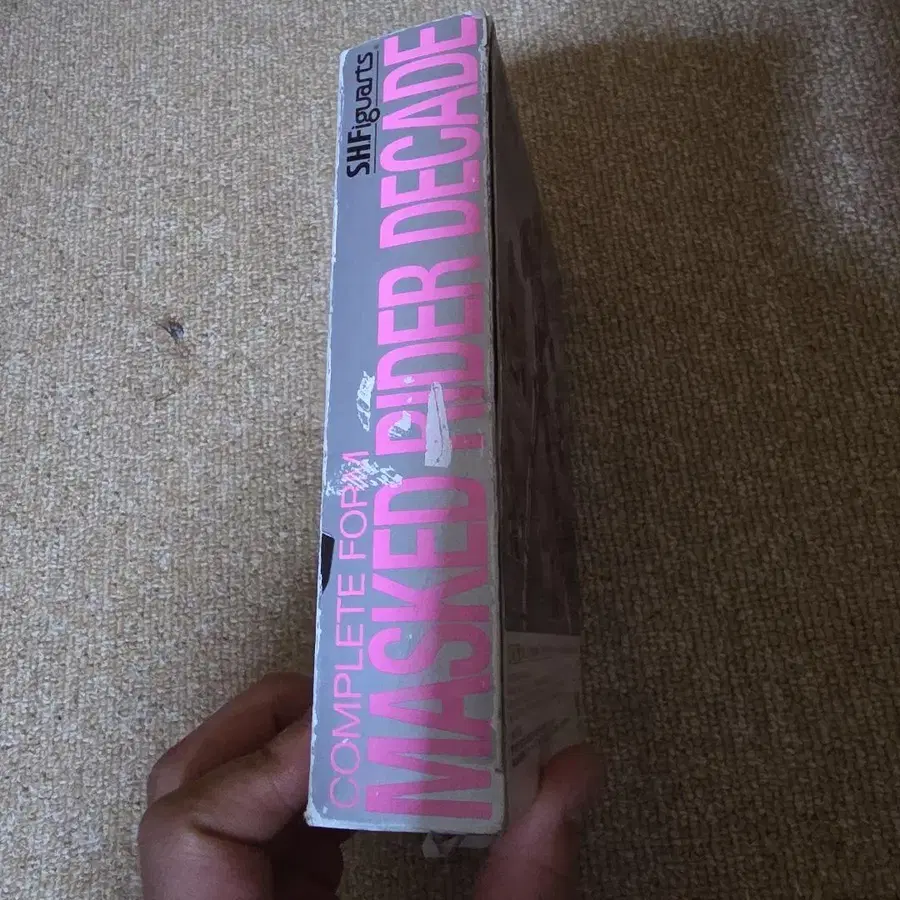 S.H.Figuarts
COMPLETE FORM
MASKED RIDER DECADE